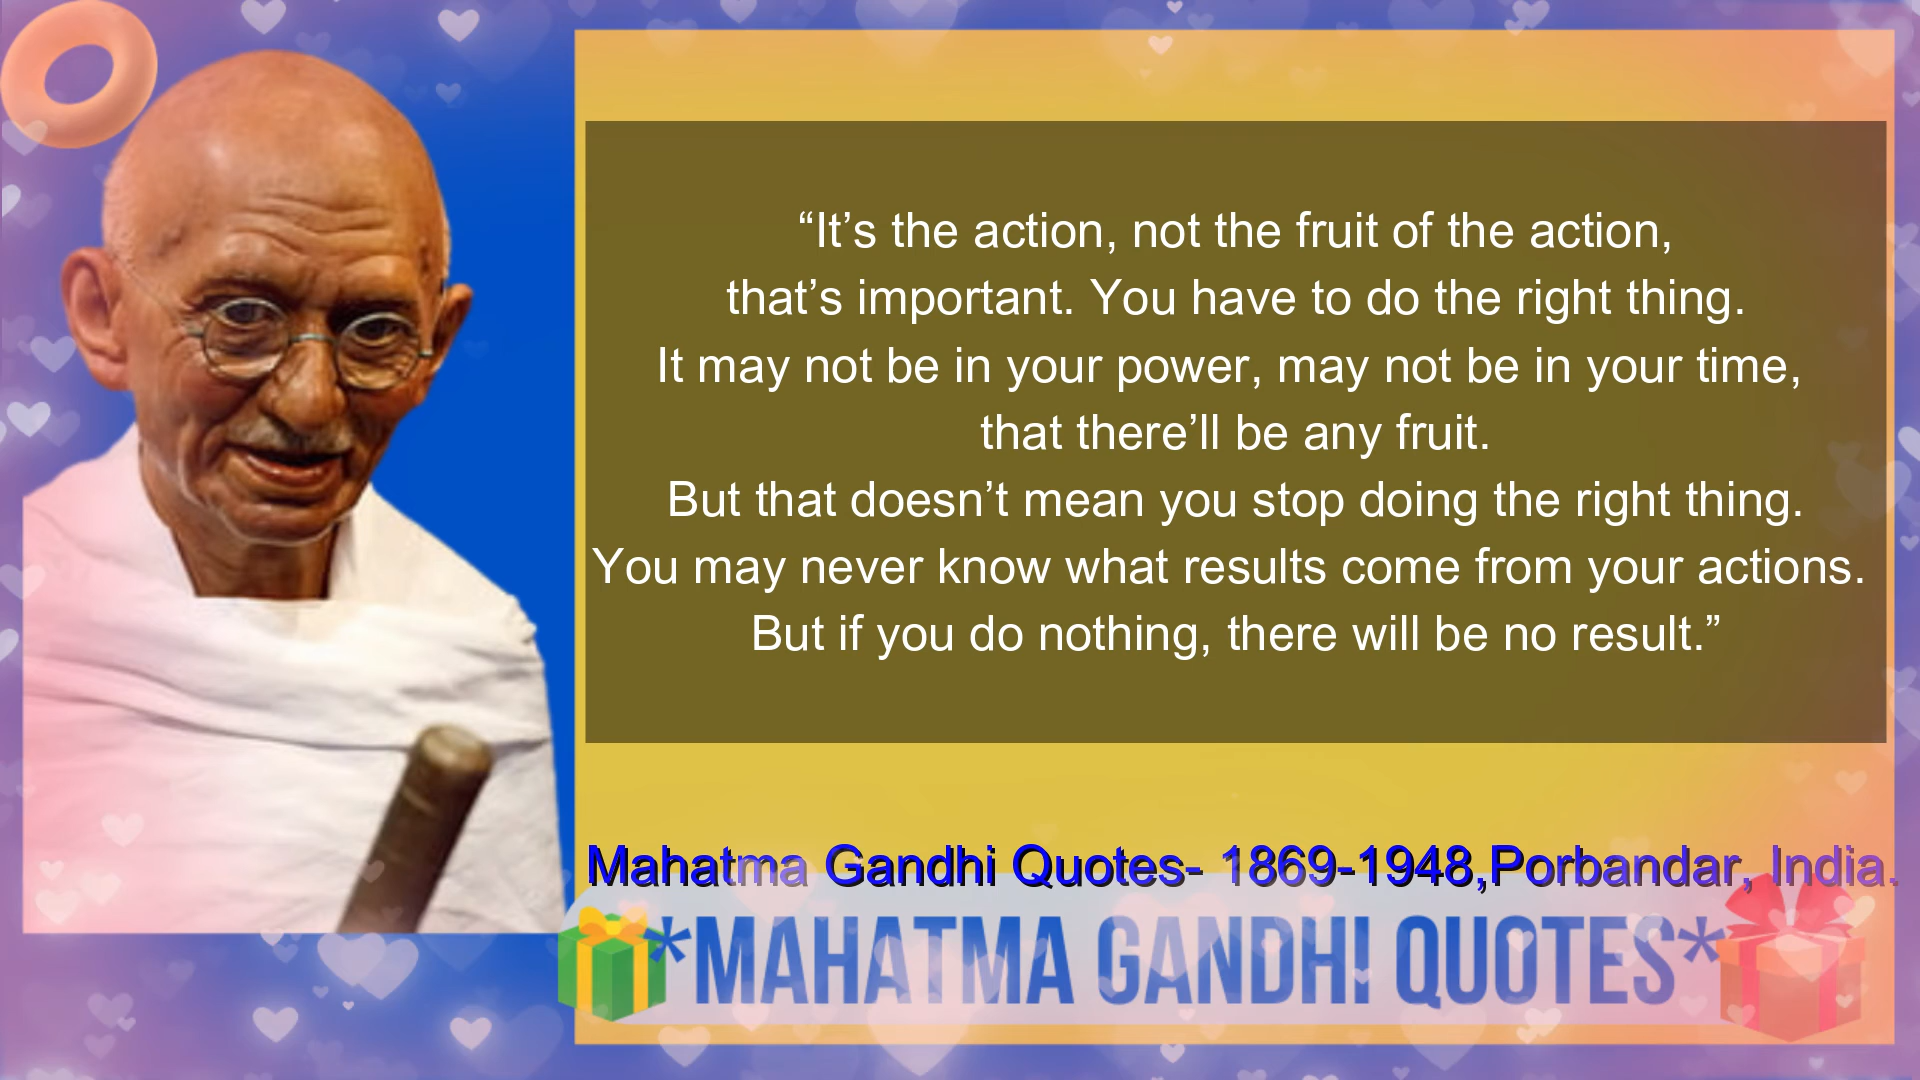 “It’s the action, not the fruit of the action,
that’s important. You have to do the right thing.
It may not be in your power, may not be in your time,
that there’ll be any fruit.
But that doesn’t mean you stop doing the right thing.
You may never know what results come from your actions.
But if you do nothing, there will be no result.”
Mahatma Gandhi Quotes- 1869-1948,Porbandar, India.
*MAHATMA GANDHI QUOTES*